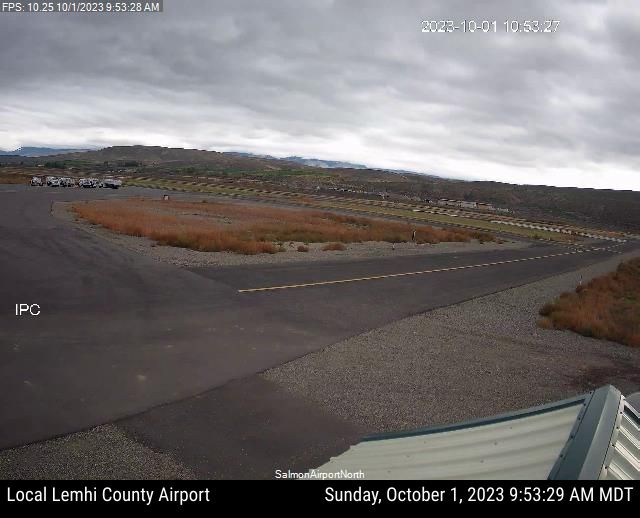 FPS: 10.25 10/1/2023 9:53:28 AM
2023-10-01 10:53:27
IPC
SalmonAirportNorth
Local Lemhi County Airport
Sunday, October 1, 2023 9:53:29 AM MDT